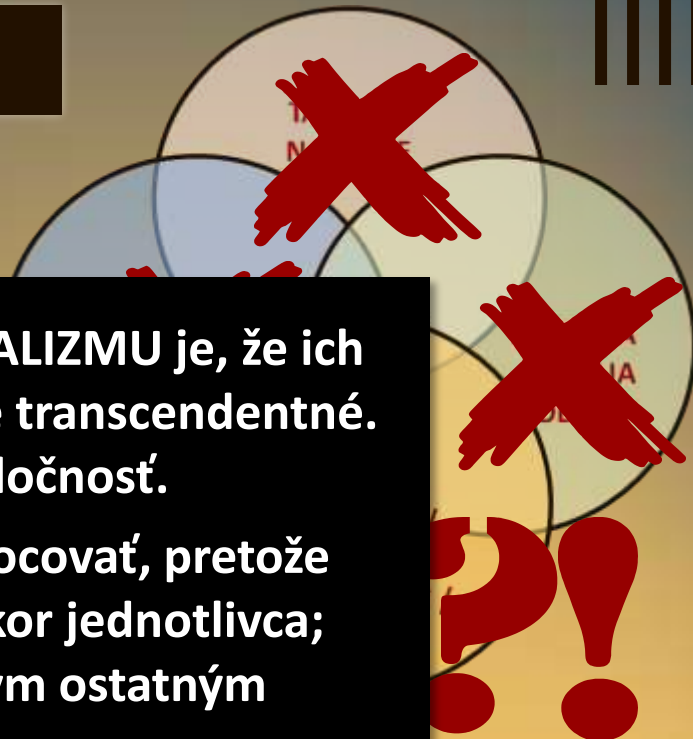 ALIZMU je, že ich
transcendentné.
ločnosť.
ocovať, pretože
kor jednotlivca;
ym ostatným
?!